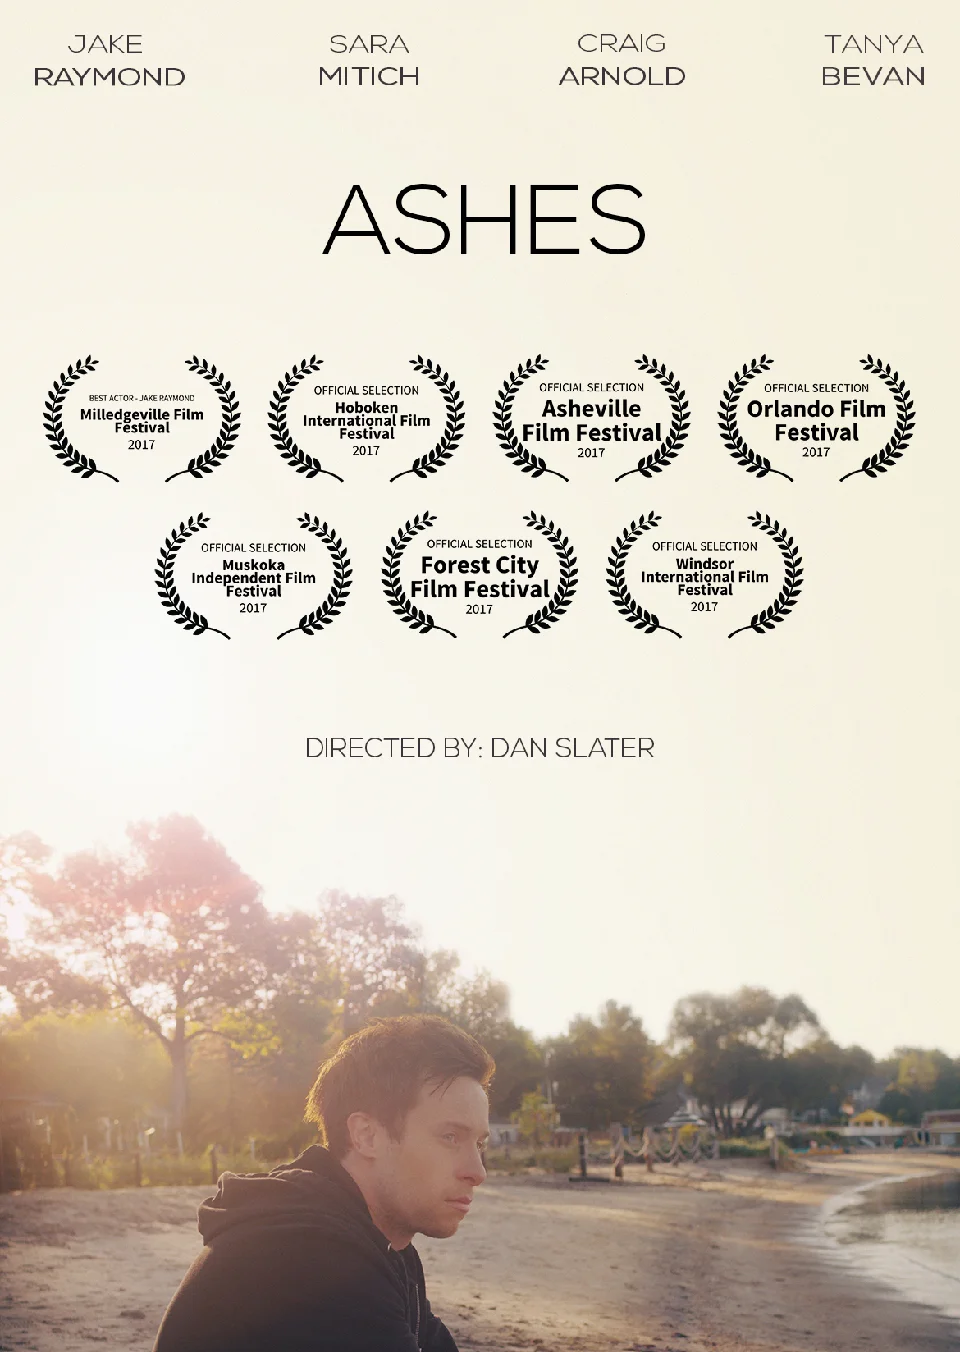 JAKE
RAYMOND
SARA
MITICH
CRAIG
ARNOLD
TANYA
BEVAN
ASHES
BEST ACTOR - JAKE RAYMOND
Milledgeville Film
Festival
2017
OFFICIAL SELECTION
Hoboken
International Film
Festival
2017
OFFICIAL SELECTION
Asheville
Film Festival
2017
OFFICIAL SELECTION
Orlando Film
Festival
2017
OFFICIAL SELECTION
Muskoka
Independent Film
Festival
2017
OFFICIAL SELECTION
Forest City
Film Festival
2017
OFFICIAL SELECTION
Windsor
International Film
Festival
2017
DIRECTED BY: DAN SLATER